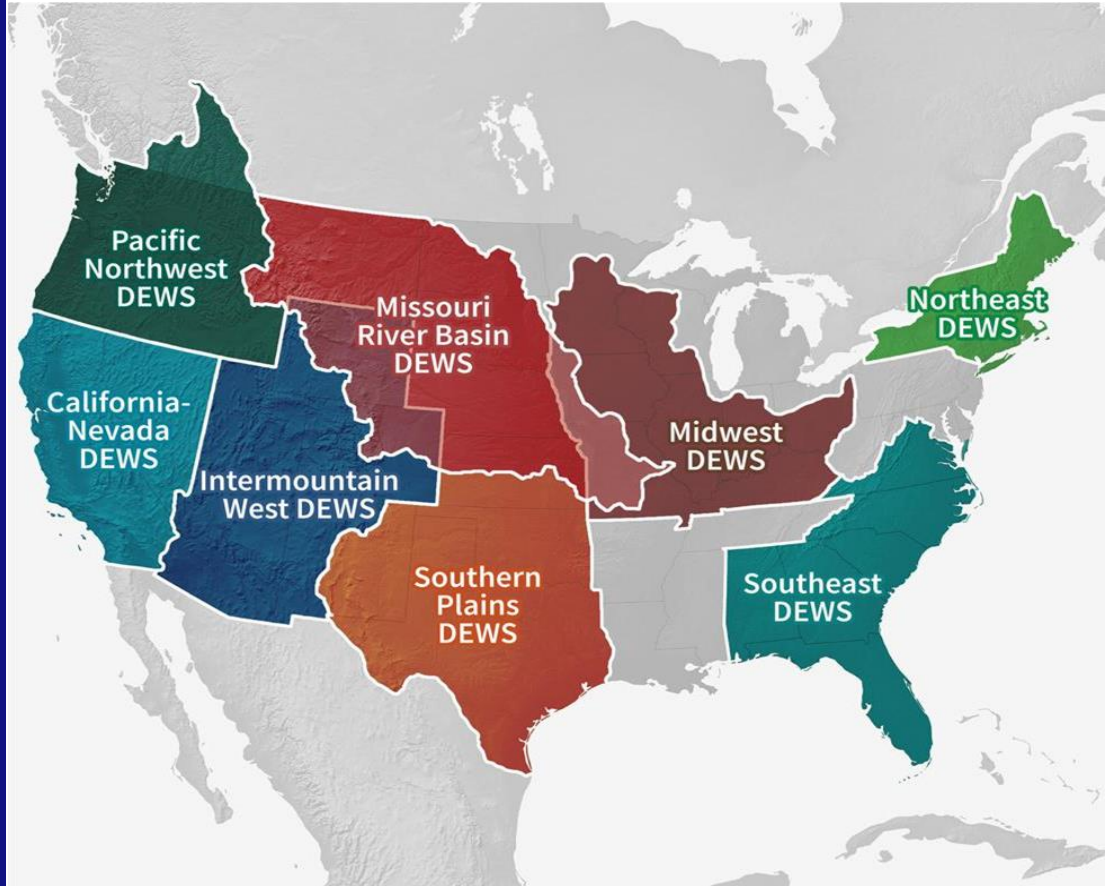 Pacific
Northwest
DEWS
Missouri
River Basin
DEWS
Northeast
DEWS
California-
Nevada
DEWS
Midwest
DEWS
Intermountain
West DEWS
Southern
Plains
DEWS
Southeast
DEWS